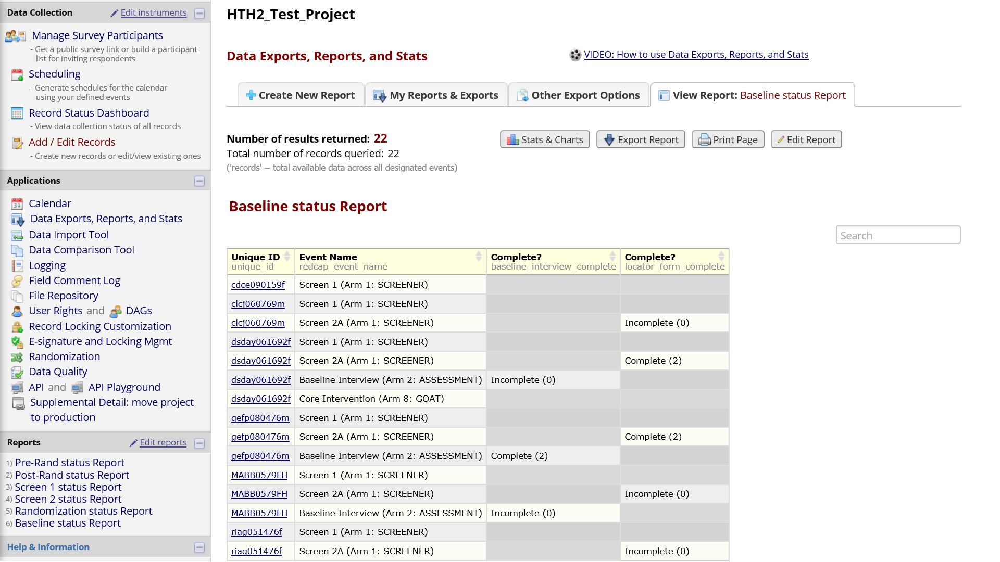 Data Collection
Edit instruments
Manage Survey Participants
- Get a public survey link or build a participant
list for inviting respondents
Scheduling
- Generate schedules for the calendar
using your defined events
Record Status Dashboard
- View data collection status of all records
Add / Edit Records
- Create new records or edit/view existing ones
Applications
Calendar
Data Exports, Reports, and Stats
Data Import Tool
Data Comparison Tool
Logging
Field Comment Log
File Repository
User Rights and DAGs
Record Locking Customization
E-signature and Locking Mgmt
Randomization
Data Quality
API and API Playground
Supplemental Detail: move project
to production
Reports
Edit reports
1) Pre-Rand status Report
2) Post-Rand status Report
3) Screen 1 status Report
4) Screen 2 status Report
5) Randomization status Report
6) Baseline status Report
Help & Information
HTH2_Test_Project
Data Exports, Reports, and Stats
VIDEO: How to use Data Exports, Reports, and Stats
Create New Report
My Reports & Exports
Other Export Options
View Report: Baseline status Report
Number of results returned: 22
Total number of records queried: 22
('records' = total available data across all designated events)
Stats & Charts
Export Report
Print Page
Edit Report
Baseline status Report
Search
Unique ID Event Name Complete? Complete?
unique_id redcap_event_name baseline_interview_complete locator_form_complete
cdce090159f Screen 1 (Arm 1: SCREENER)
clcj060769m Screen 1 (Arm 1: SCREENER)
clcj060769m Screen 2A (Arm 1: SCREENER) Incomplete (0)
dsday061692f Screen 1 (Arm 1: SCREENER)
dsday061692f Screen 2A (Arm 1: SCREENER) Complete (2)
dsday061692f Baseline Interview (Arm 2: ASSESSMENT) Incomplete (0)
dsday061692f Core Intervention (Arm 8: GOAT)
gefp080476m Screen 1 (Arm 1: SCREENER)
gefp080476m Screen 2A (Arm 1: SCREENER) Complete (2)
gefp080476m Baseline Interview (Arm 2: ASSESSMENT) Complete (2)
MABB0579FH Screen 1 (Arm 1: SCREENER)
MABB0579FH Screen 2A (Arm 1: SCREENER) Incomplete (0)
MABB0579FH Baseline Interview (Arm 2: ASSESSMENT) Incomplete (0)
riag051476f Screen 1 (Arm 1: SCREENER)
riag051476f Screen 2A (Arm 1: SCREENER) Incomplete (0)